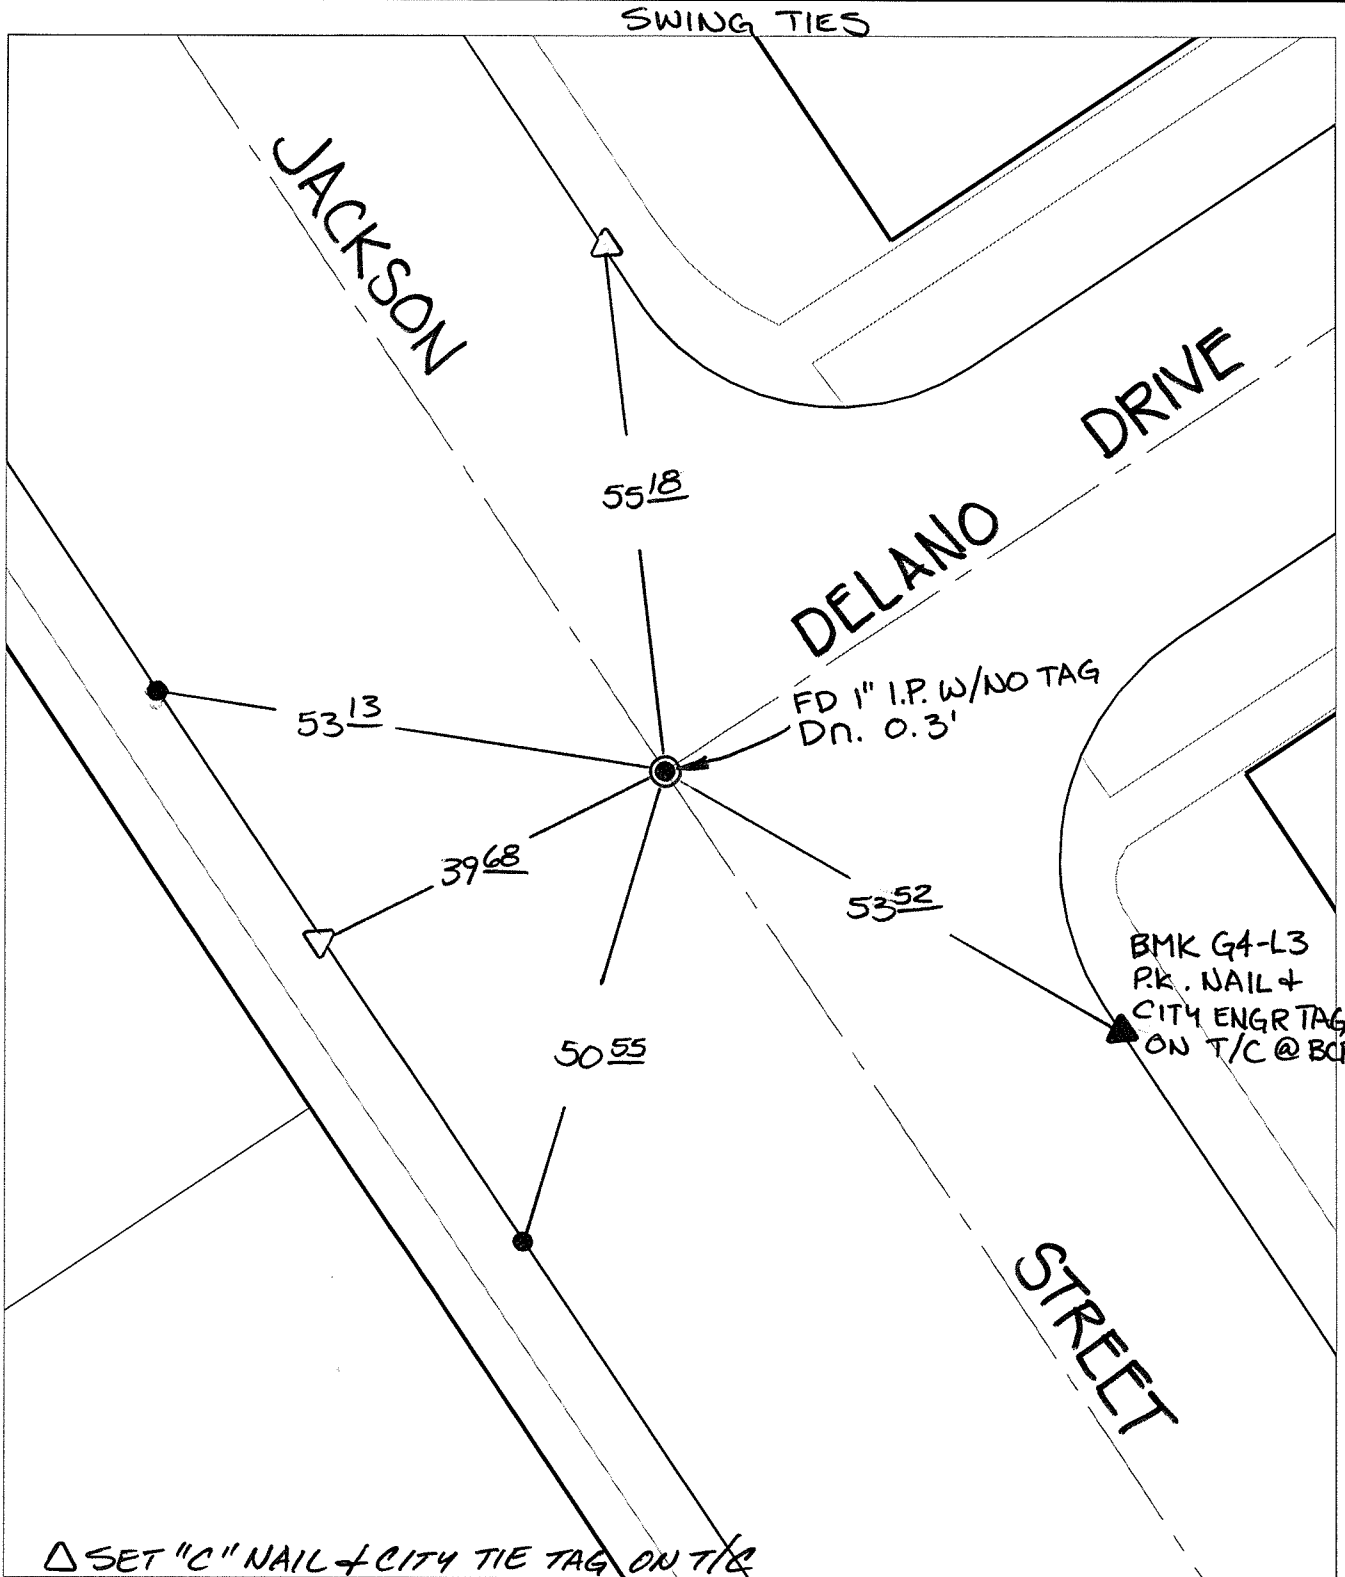 SWING TIES
JACKSON
55 18
DRIVE
DELANO
FD 1" I.P. W/NO TAG
Dn. 0.3'
53 13
39 68
53 52
BMK G4-L3
P.K. NAIL &
CITY ENGR TAG
ON T/C @
50 55
STREET
△ SET "C" NAIL & CITY TIE TAG ON T/C